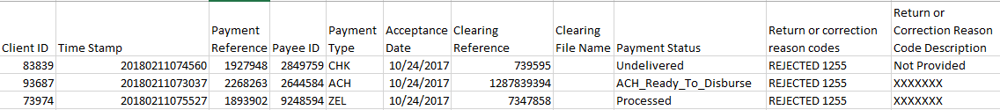 Return or
Payment Payment Acceptance Clearing Clearing Return or correction Correction Reason
Client ID Time Stamp Reference Payee ID Type Date Reference File Name Payment Status reason codes Code Description
83839 20180211074560 1927948 2849759 CHK 10/24/2017 739595 Undelivered REJECTED 1255 Not Provided
93687 20180211073037 2268263 2644584 ACH 10/24/2017 1287839394 ACH_Ready_To_Disburse REJECTED 1255 XXXXXXX
73974 20180211075527 1893902 9248594 ZEL 10/24/2017 7347858 Processed REJECTED 1255 XXXXXXX